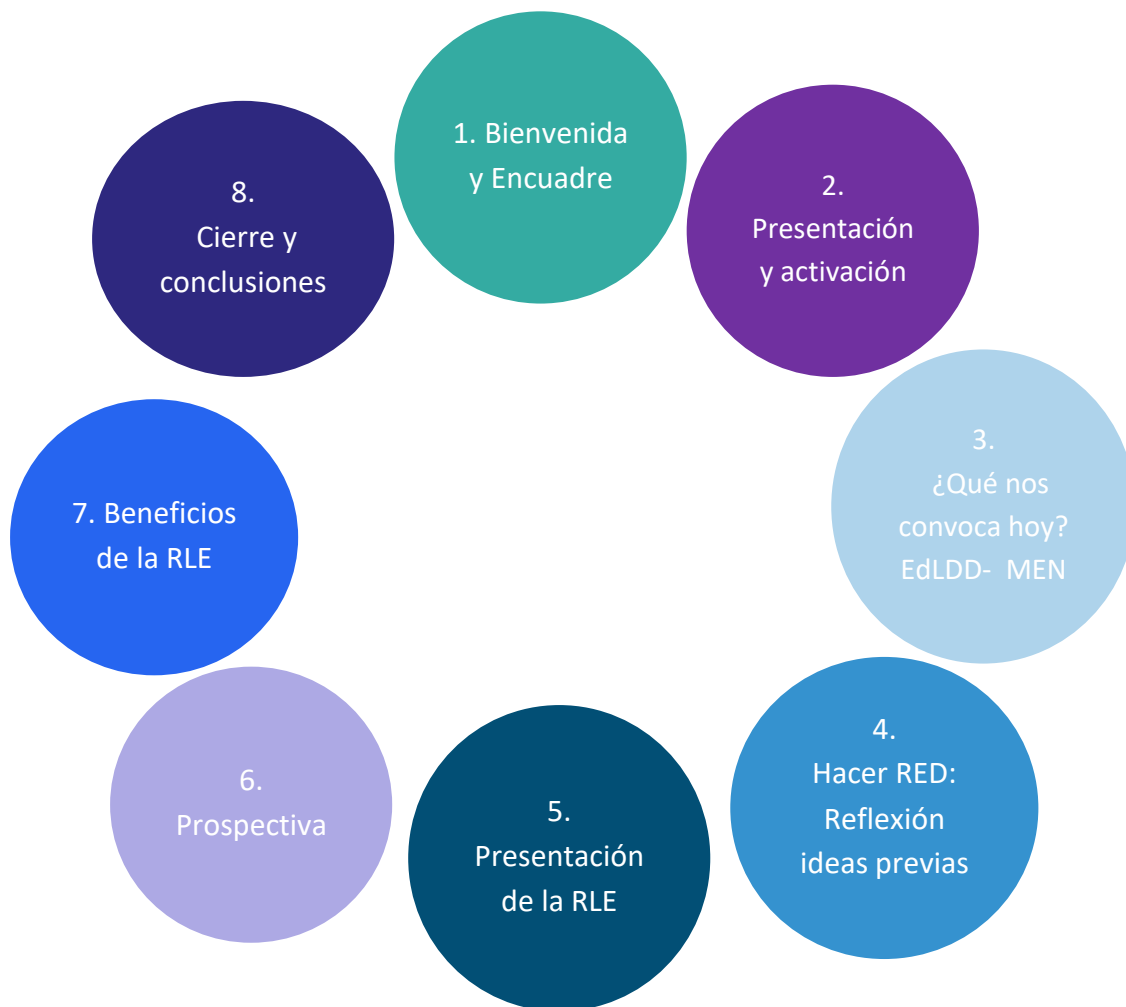 1. Bienvenida
y Encuadre
2.
Presentación
y activación
3.
¿Qué nos
convoca hoy?
EdLDD-  MEN
4.
Hacer RED:
Reflexión
ideas previas
5.
Presentación
de la RLE
6.
Prospectiva
7. Beneficios
de la RLE
8.
Cierre y
conclusiones